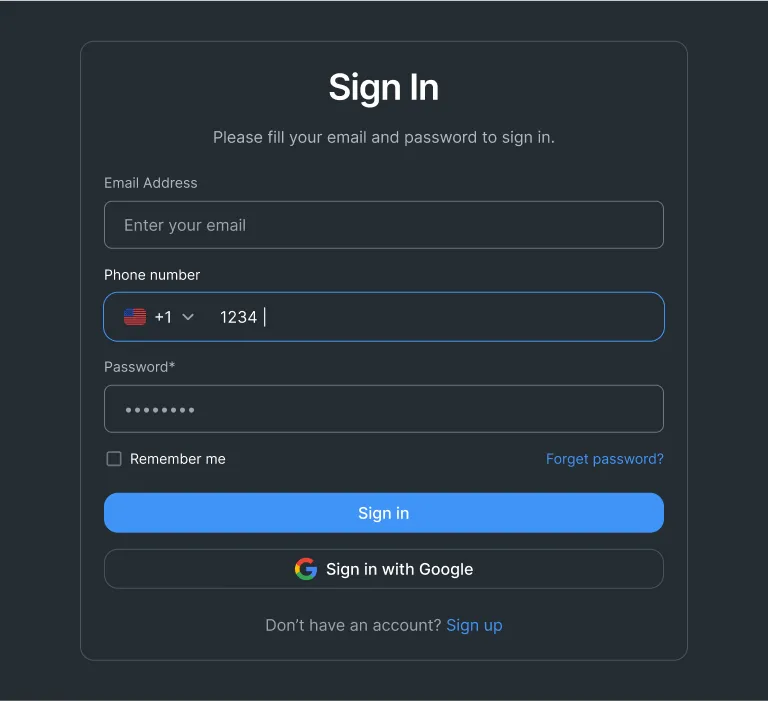 Sign In
Please fill your email and password to sign in.
Email Address
Enter your email
Phone number
+1 1234
Password*
••••••••
Remember me Forget password?
Sign in
Sign in with Google
Don’t have an account? Sign up